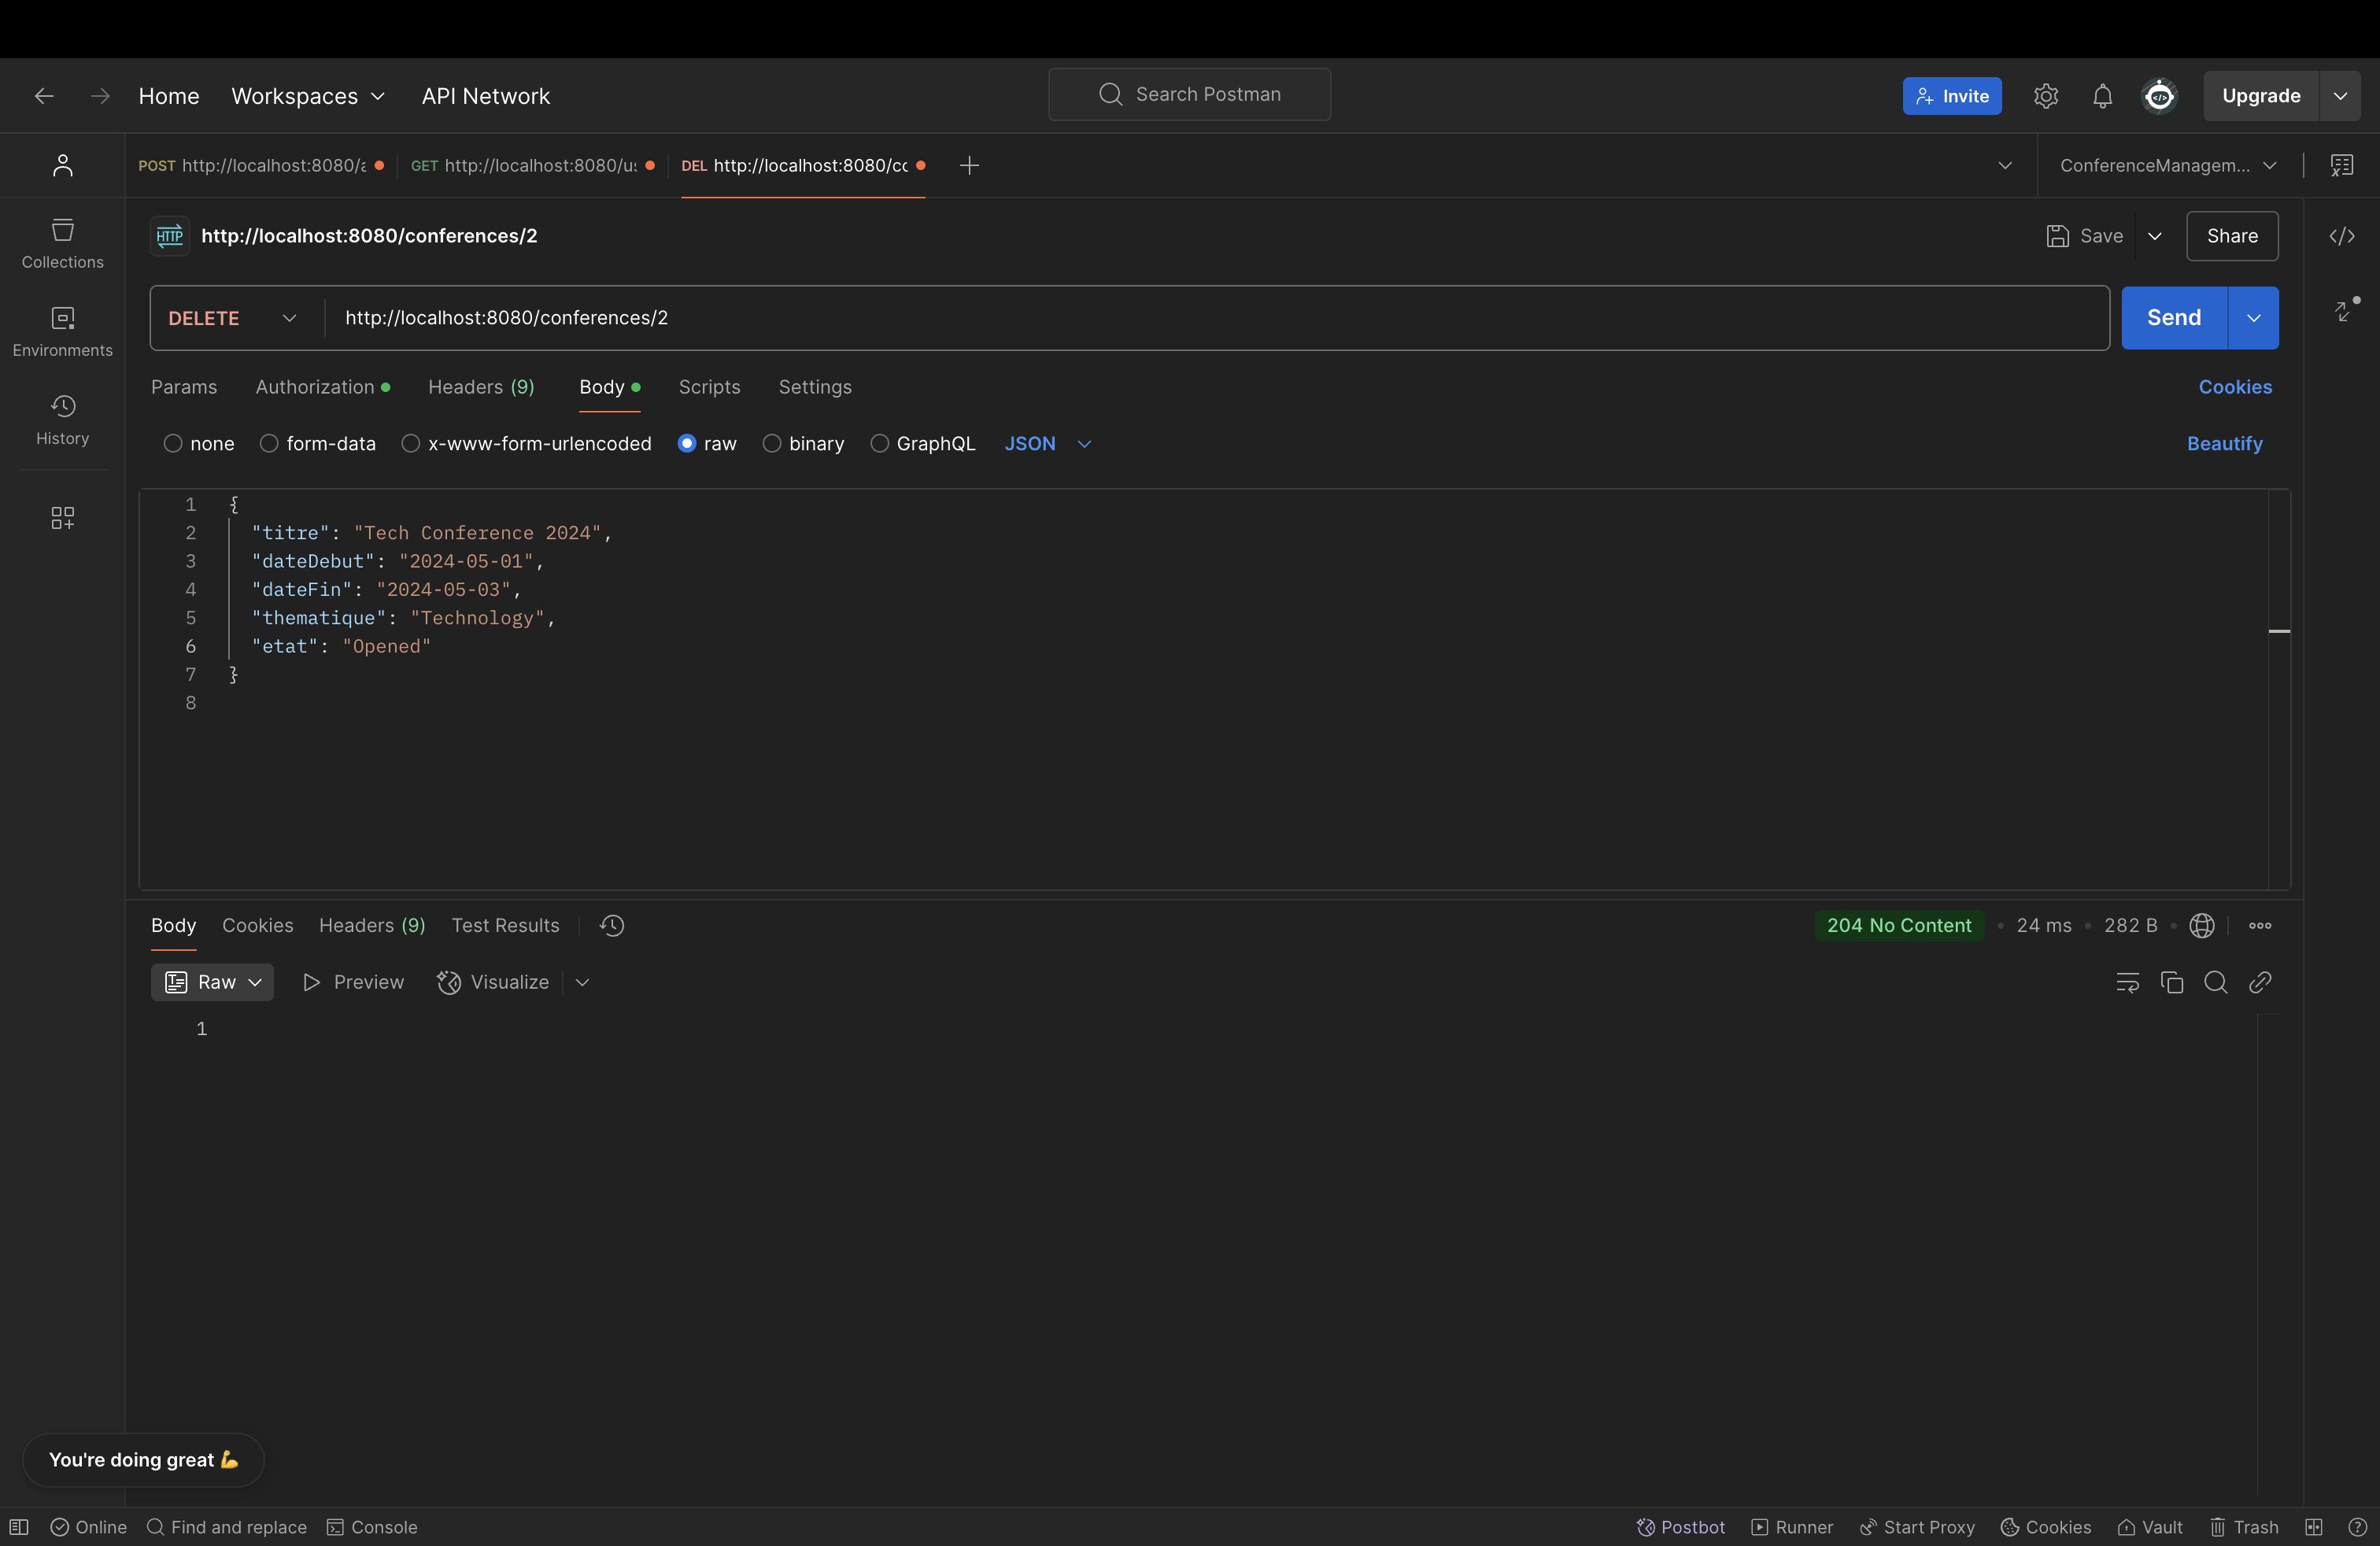 Home Workspaces API Network Search Postman Invite Upgrade
POST http://localhost:8080/a GET http://localhost:8080/us DEL http://localhost:8080/co ConferenceManagem...
HTTP http://localhost:8080/conferences/2 Save Share
Collections
Environments
History
DELETE http://localhost:8080/conferences/2 Send
Params Authorization Headers (9) Body Scripts Settings Cookies
none form-data x-www-form-urlencoded raw binary GraphQL JSON Beautify
1 {
2 "titre": "Tech Conference 2024",
3 "dateDebut": "2024-05-01",
4 "dateFin": "2024-05-03",
5 "thematique": "Technology",
6 "etat": "Opened"
7 }
8
Body Cookies Headers (9) Test Results 204 No Content • 24 ms • 282 B •
Raw Preview Visualize
1
You're doing great 💪
Online Find and replace Console Postbot Runner Start Proxy Cookies Vault Trash